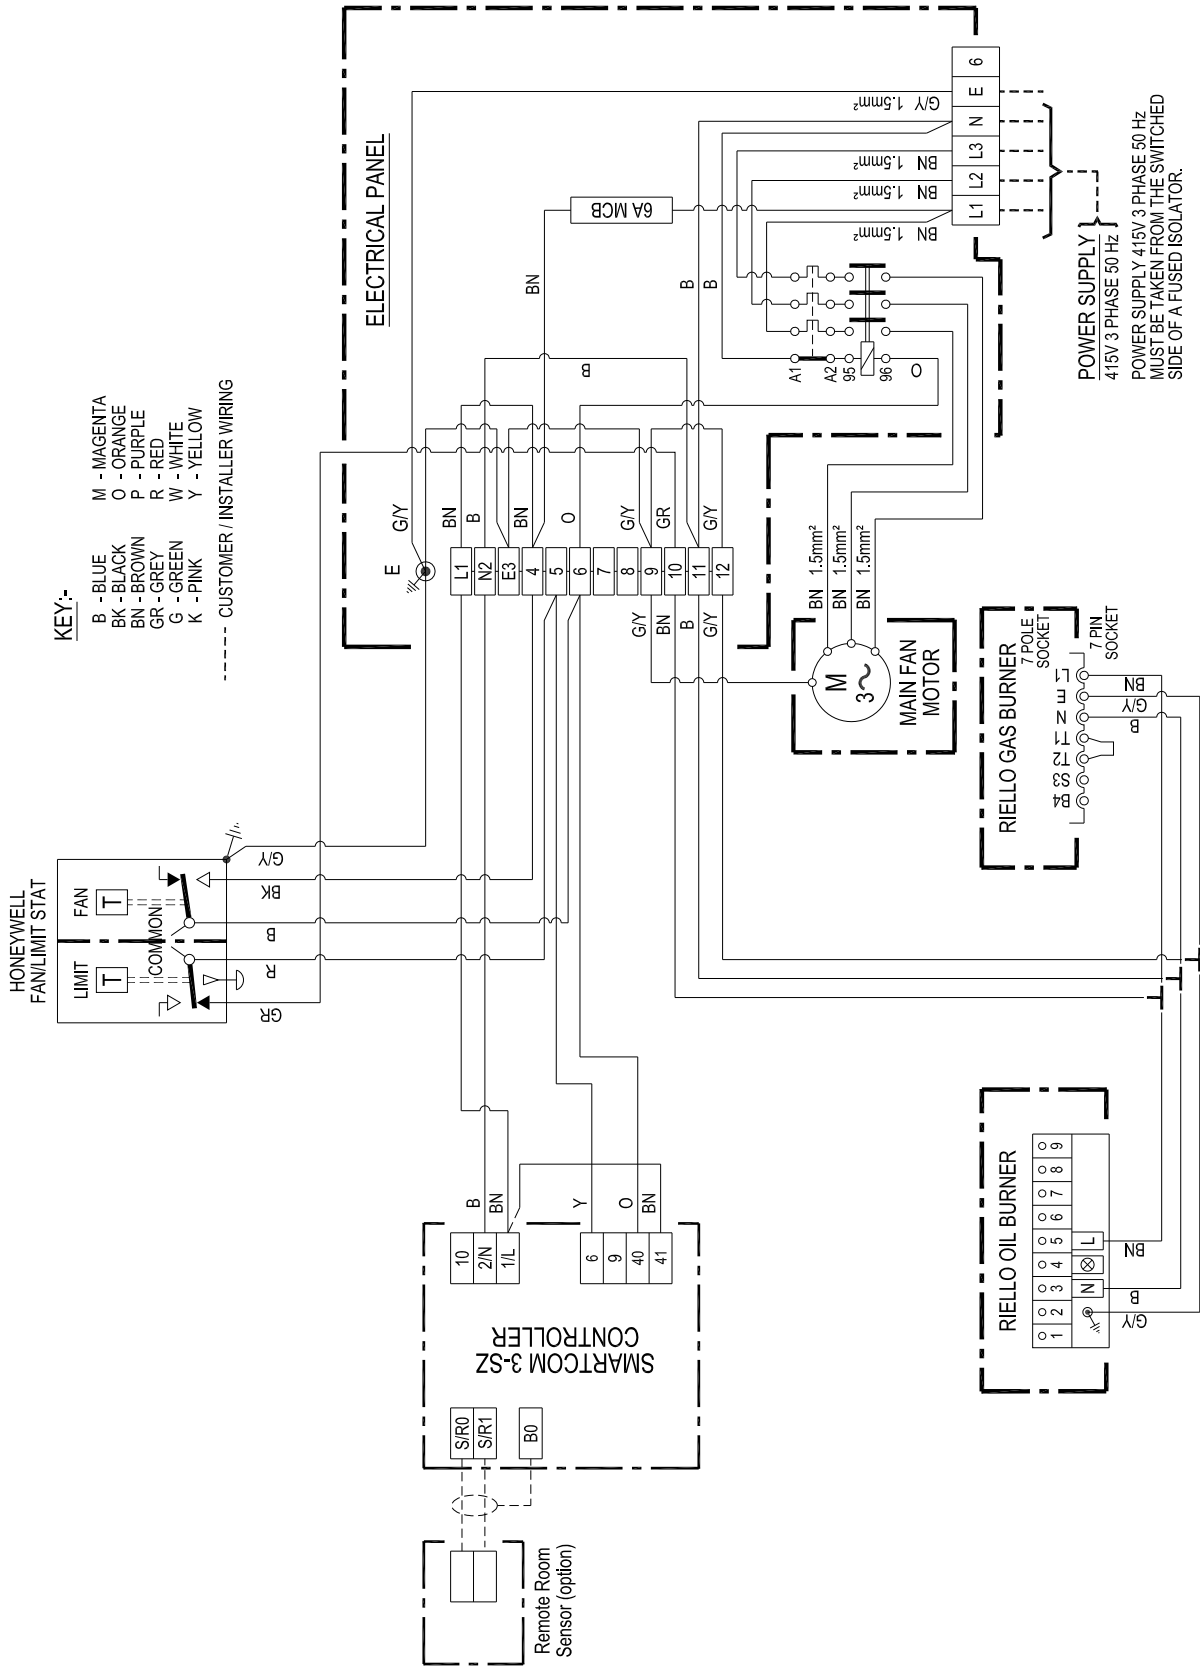 KEY:-
B - BLUE
BK - BLACK
BN - BROWN
GR - GREY
G - GREEN
K - PINK
M - MAGENTA
O - ORANGE
P - PURPLE
R - RED
W - WHITE
Y - YELLOW
CUSTOMER / INSTALLER WIRING
HONEYWELL
FAN/LIMIT STAT
LIMIT
FAN
T
T
COMMON
GR
R
B
BK
G/Y
ELECTRICAL PANEL
6A MCB
BN
B
B
B
E
G/Y
BN
B
BN
O
G/Y
GR
B
G/Y
L1
N2
E3
4
5
6
7
8
9
10
11
12
G/Y
BN
B
G/Y
A1
A2
95
96
O
BN 1.5mm²
BN 1.5mm²
BN 1.5mm²
G/Y 1.5mm²
L1
L2
L3
N
E
6
POWER SUPPLY
415V 3 PHASE 50 Hz
POWER SUPPLY 415V 3 PHASE 50 Hz
MUST BE TAKEN FROM THE SWITCHED
SIDE OF A FUSED ISOLATOR.
BN 1.5mm²
BN 1.5mm²
BN 1.5mm²
M
3
MAIN FAN
MOTOR
RIELLO GAS BURNER
7 POLE
SOCKET
7 PIN
SOCKET
B4
S3
T2
T1
N
E
L1
B
G/Y
BN
RIELLO OIL BURNER
1
2
3
4
5
6
7
8
9
N
L
G/Y
B
BN
SMARTCOM 3-SZ
CONTROLLER
10
2/N
1/L
6
9
40
41
B
BN
Y
O
BN
S/R0
S/R1
B0
Remote Room
Sensor (option)